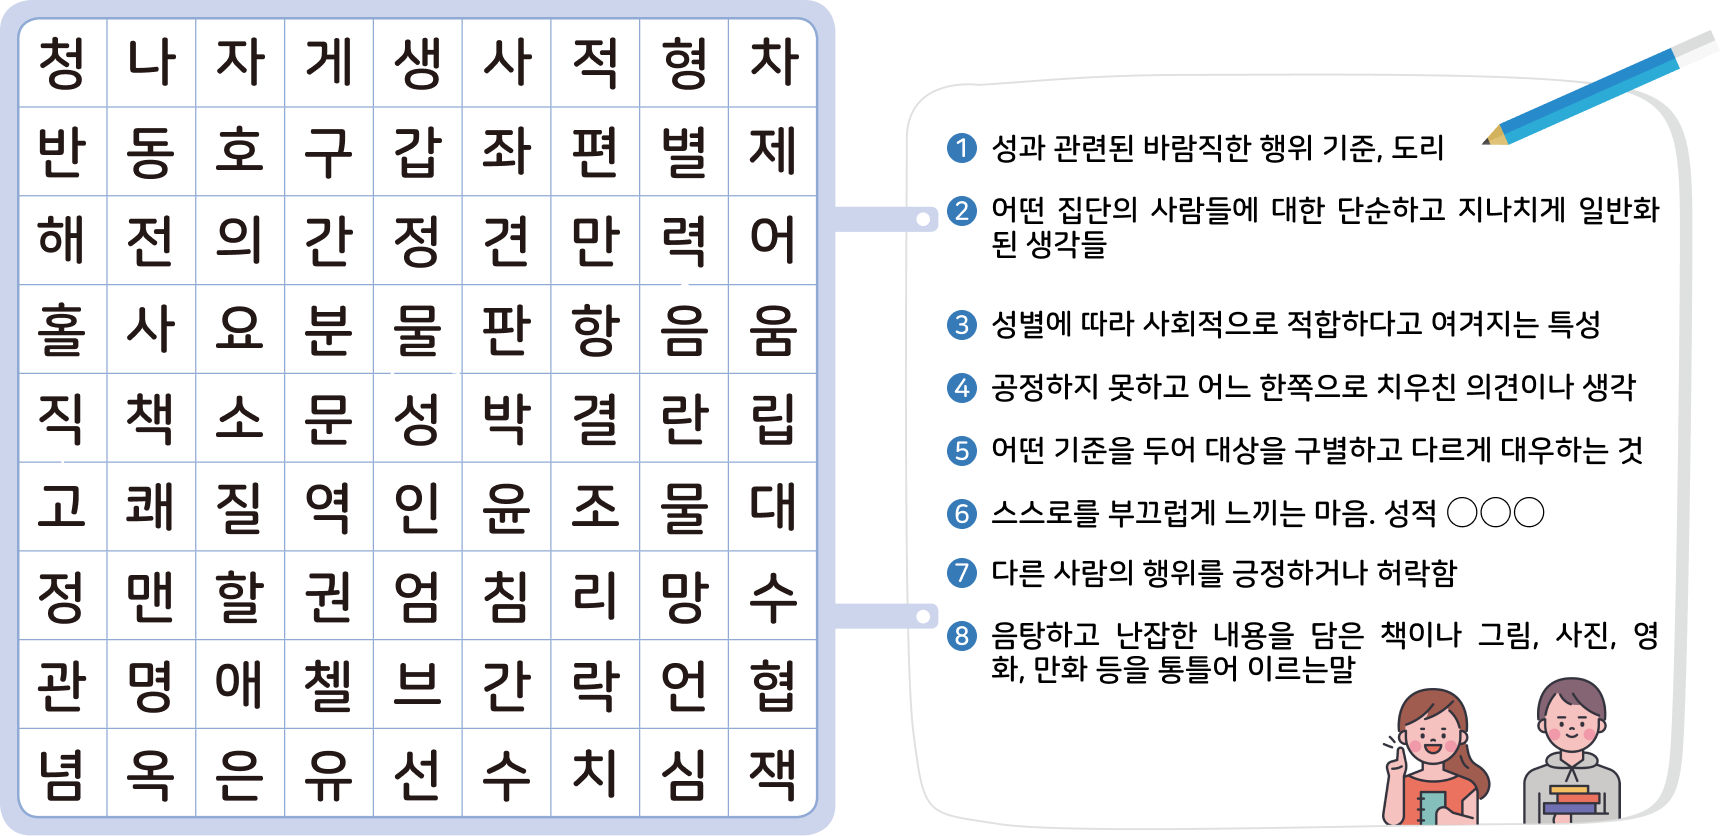 청 나 자 게 생 사 적 형 차
반 동 호 구 갑 좌 편 별 제
해 전 의 간 정 견 만 력 어
홀 사 요 분 물 판 항 음 움
직 책 소 문 성 박 결 란 립
고 쾌 질 역 인 윤 조 물 대
정 맨 할 권 엄 침 리 망 수
관 명 애 첼 브 간 락 언 협
념 옥 은 유 선 수 치 심 잭
1 성과 관련된 바람직한 행위 기준, 도리
2 어떤 집단의 사람들에 대한 단순하고 지나치게 일반화
된 생각들
3 성별에 따라 사회적으로 적합하다고 여겨지는 특성
4 공정하지 못하고 어느 한쪽으로 치우친 의견이나 생각
5 어떤 기준을 두어 대상을 구별하고 다르게 대우하는 것
6 스스로를 부끄럽게 느끼는 마음. 성적 ◯◯◯
7 다른 사람의 행위를 긍정하거나 허락함
8 음탕하고 난잡한 내용을 담은 책이나 그림, 사진, 영
화, 만화 등을 통틀어 이르는말